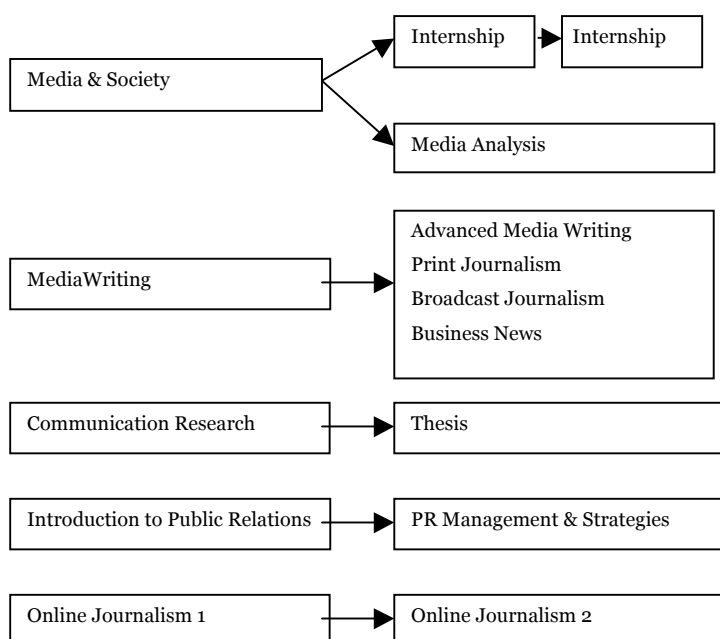 Internship
Internship
Media & Society
Media Analysis
Advanced Media Writing
MediaWriting
Print Journalism
Broadcast Journalism
Business News
Communication Research
Thesis
Introduction to Public Relations
PR Management & Strategies
Online Journalism 1
Online Journalism 2